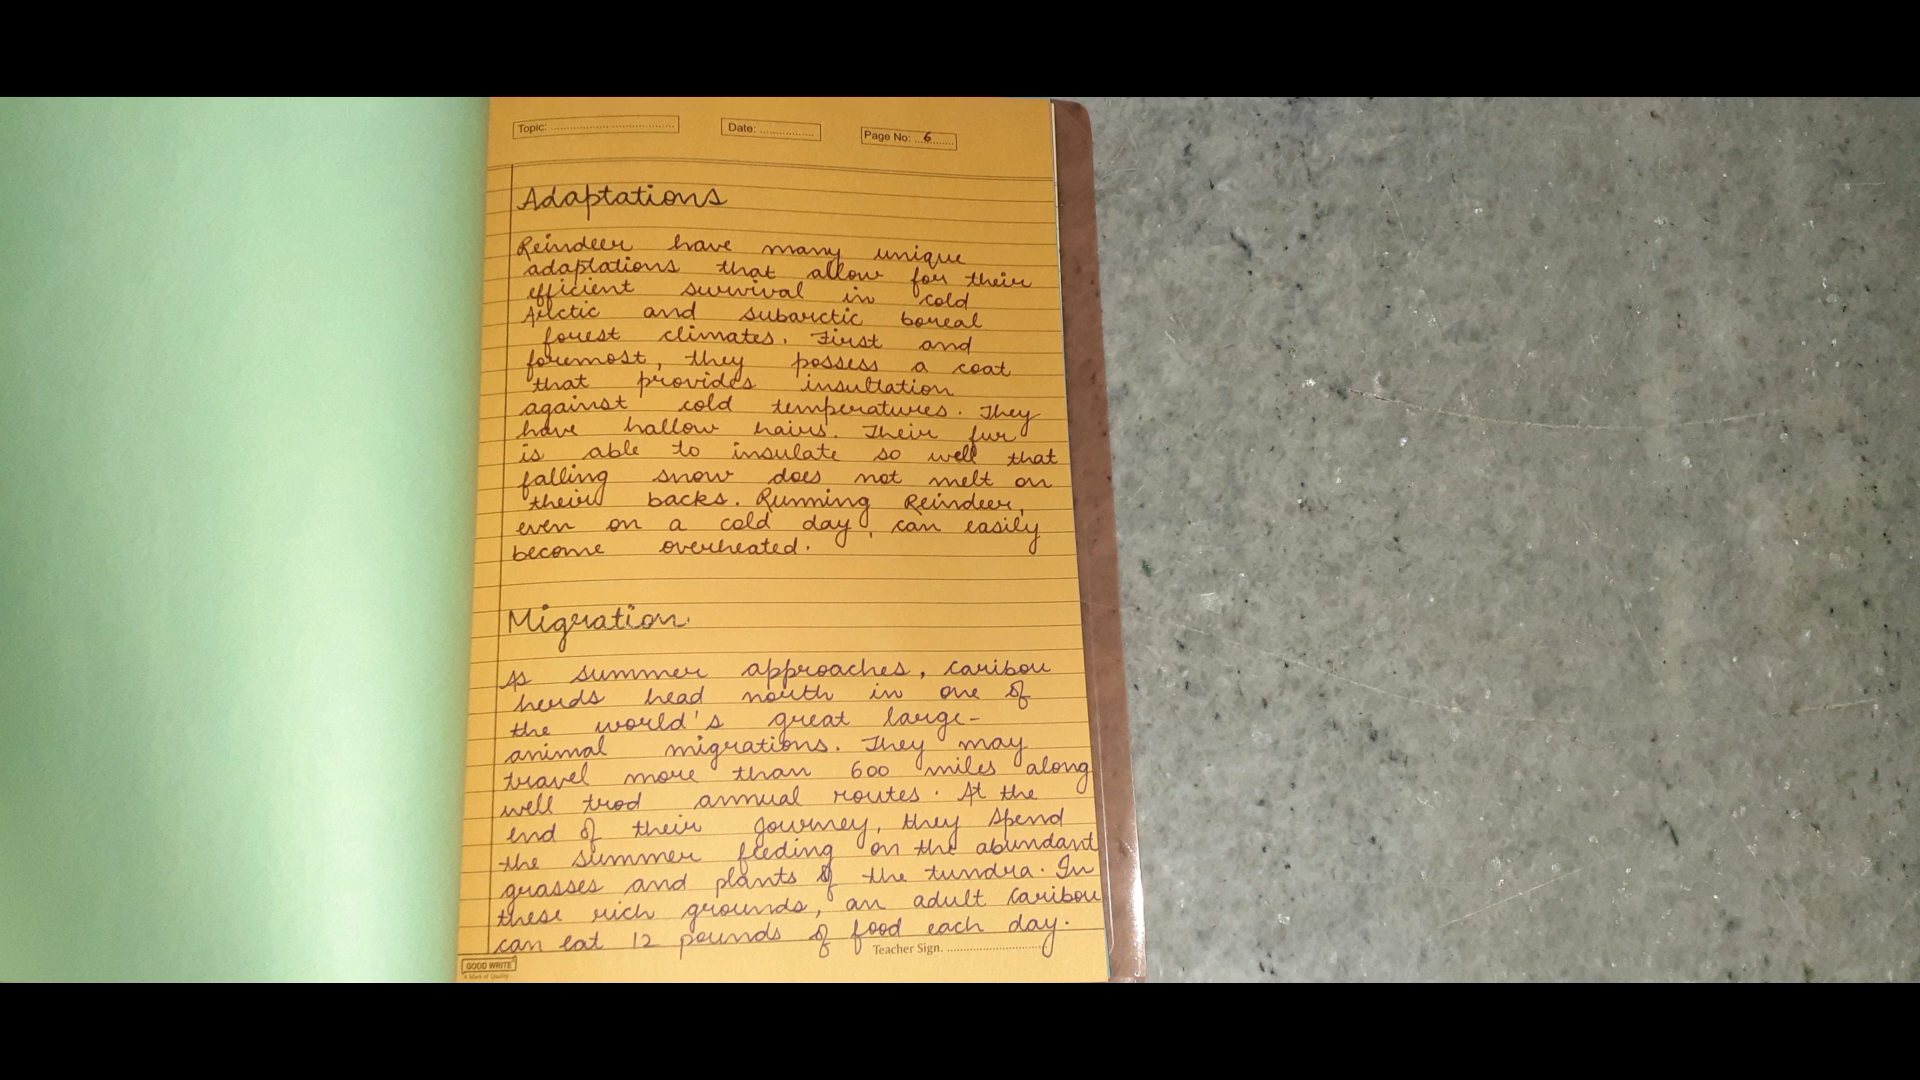 Topic: ........................ Date: ................ Page No: 6
Adaptations
Reindeer have many unique
adaptations that allow for their
efficient survival in cold
Arctic and subarctic boreal
forest climates. First and
foremost, they possess a coat
that provides insultation
against cold temperatures. They
have hallow hairs. Their fur
is able to insulate so well that
falling snow does not melt on
their backs. Running Reindeer,
even on a cold day, can easily
become overheated.
Migration.
As summer approaches, caribou
herds head north in one of
the world's great large-
animal migrations. They may
travel more than 600 miles along
well trod annual routes. At the
end of their journey, they spend
the summer feeding on the abundant
grasses and plants of the tundra. In
these rich grounds, an adult caribou
can eat 12 pounds of food each day.
Teacher Sign. ........................
GOOD WRITE
A Mark of Quality